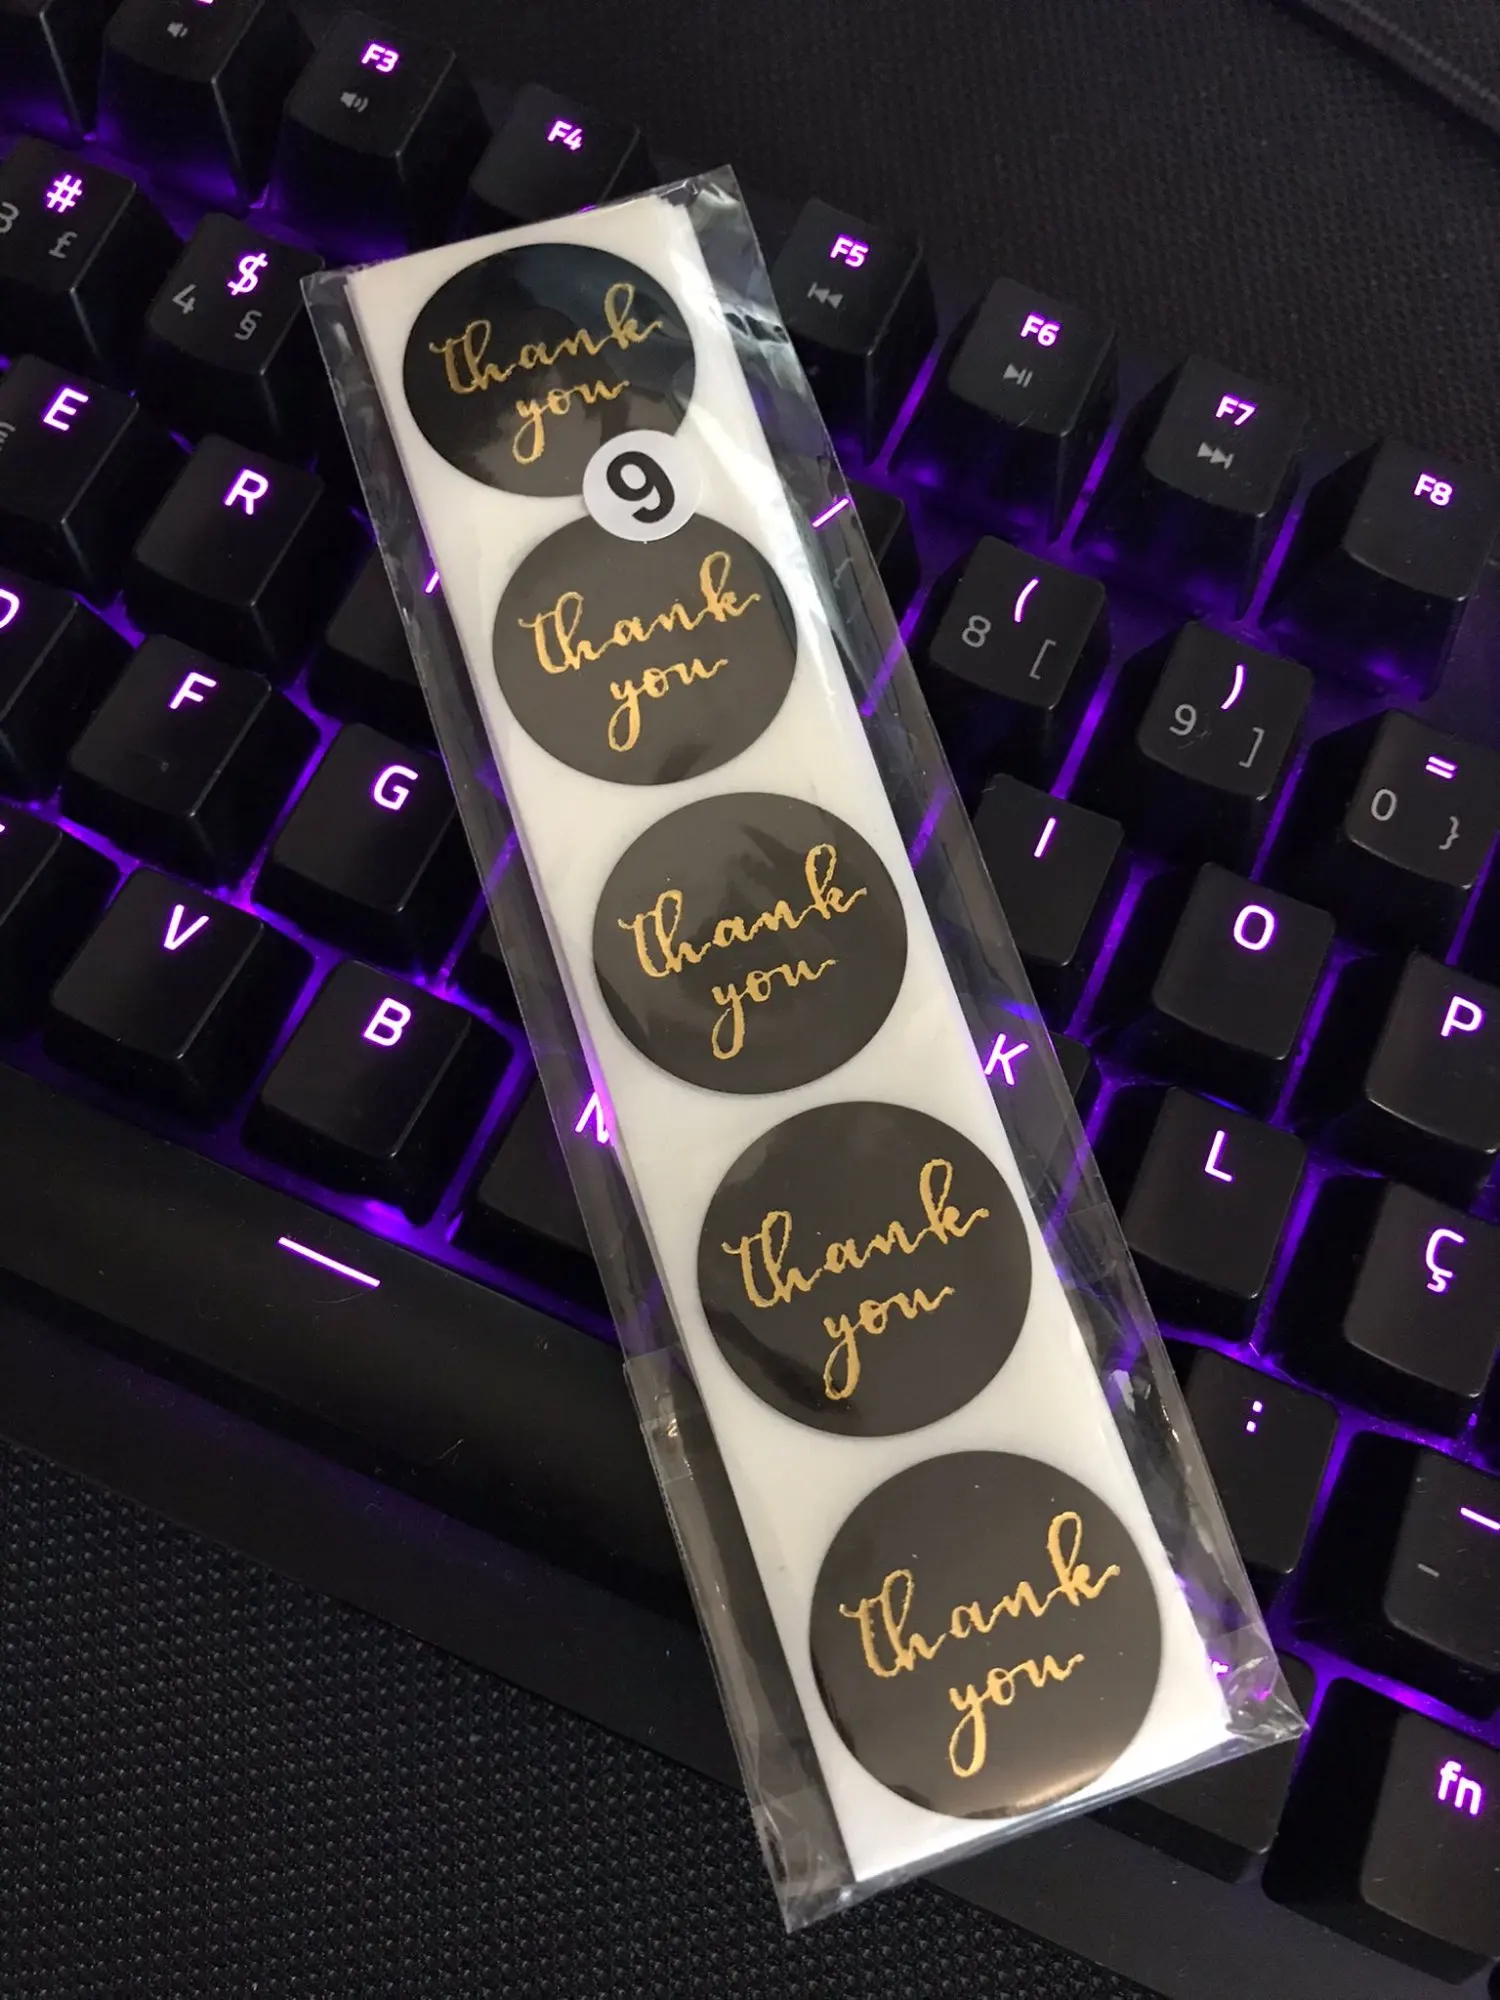 F3
F4
F5
F6
F7
F8
#
3 £
$
4 §
(
8 [
)
9 ]
=
0 }
E
R
I
O
P
D
F
G
K
L
Ç
V
B
N
:
fn
thank
you
9
thank
you
thank
you
thank
you
thank
you